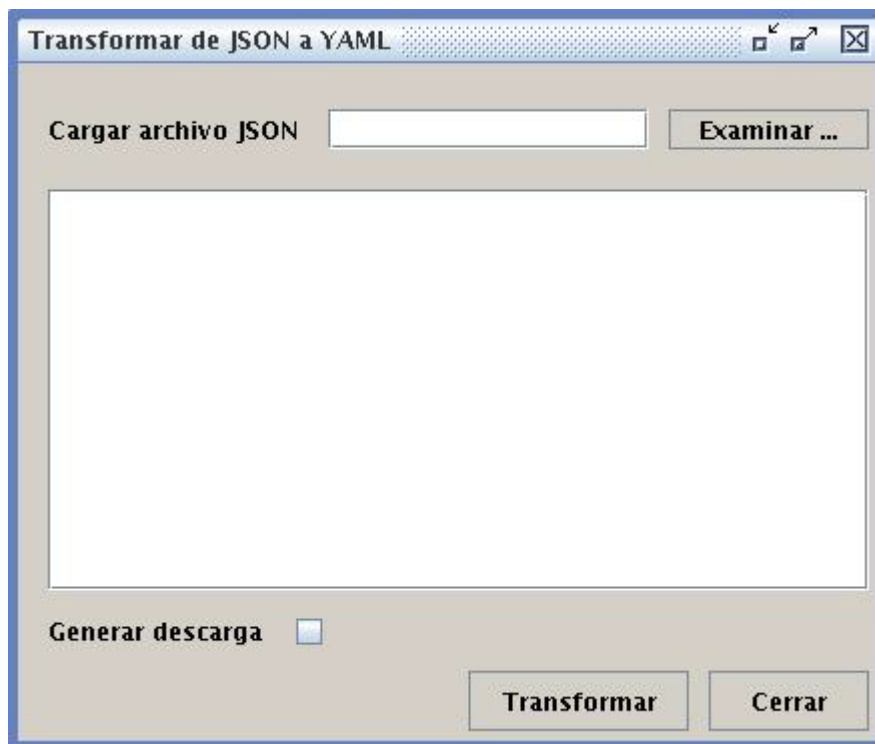 Transformar de JSON a YAML
Cargar archivo JSON
Examinar ...
Generar descarga
Transformar
Cerrar